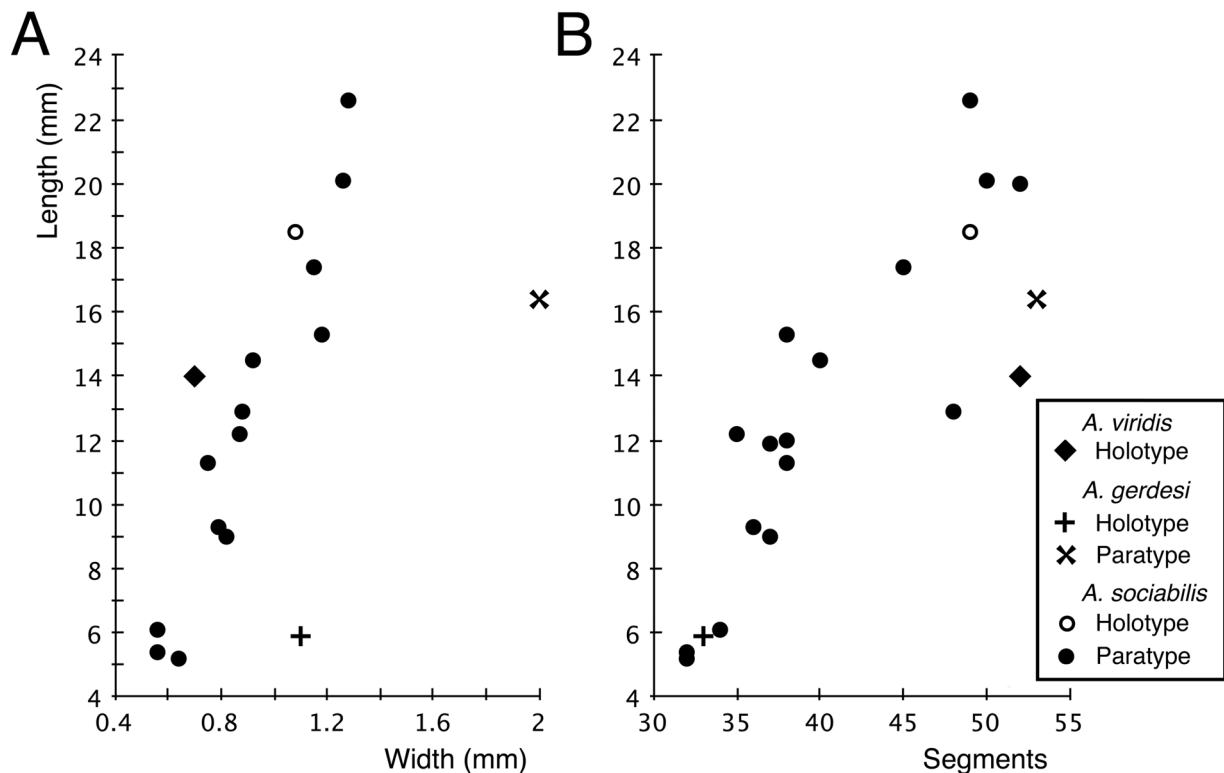 A
Length (mm)
24
22
20
18
16
14
12
10
8
6
4
0.4
0.8
1.2
1.6
2
Width (mm)
B
24
22
20
18
16
14
12
10
8
6
4
30
35
40
45
50
55
Segments
A. viridis
Holotype
A. gerdesi
Holotype
Paratype
A. sociabilis
Holotype
Paratype